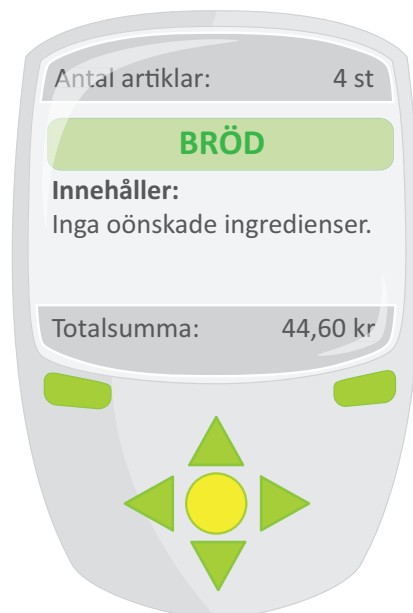 Antal artiklar: 4 st
BRÖD
Innehåller:
Inga oönskade ingredienser.
Totalsumma: 44,60 kr